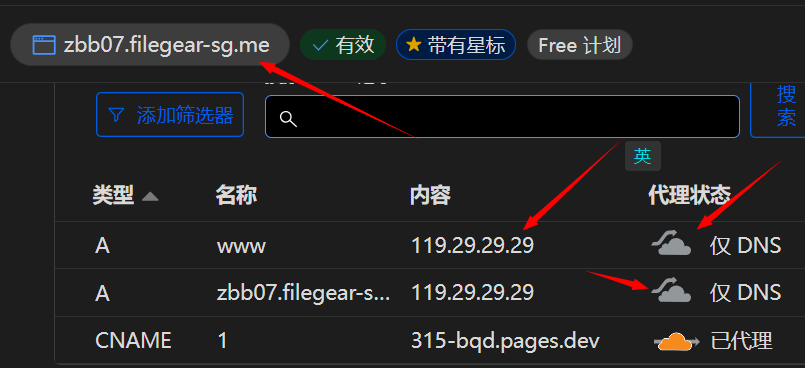 zbb07.filegear-sg.me 有效 带有星标 Free 计划
添加筛选器 搜索
英
类型 名称 内容 代理状态
A www 119.29.29.29 仅 DNS
A zbb07.filegear-s... 119.29.29.29 仅 DNS
CNAME 1 315-bqd.pages.dev 已代理